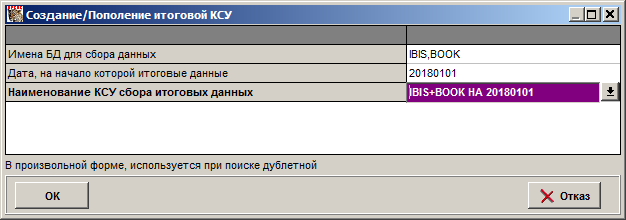 Создание/Пополение итоговой КСУ
Имена БД для сбора данных IBIS,BOOK
Дата, на начало которой итоговые данные 20180101
Наименование КСУ сбора итоговых данных IBIS+BOOK НА 20180101
В произвольной форме, используется при поиске дублетной
OK Отказ